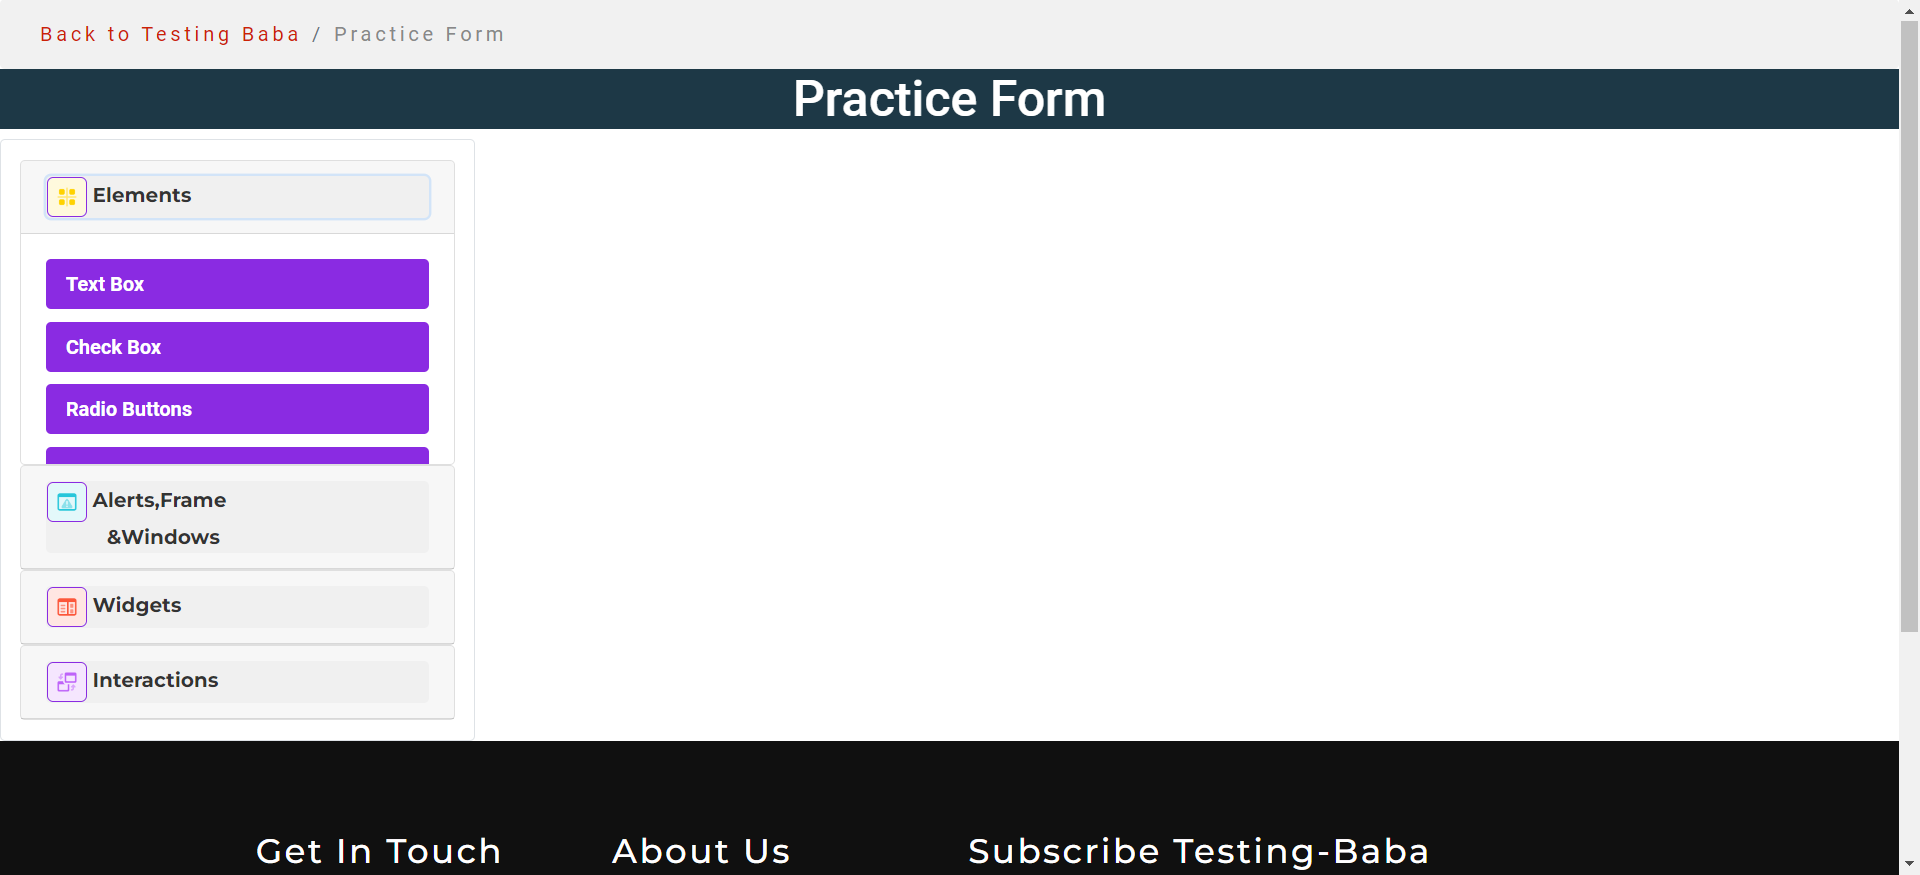 Back to Testing Baba / Practice Form
Practice Form
Elements
Text Box
Check Box
Radio Buttons
Alerts,Frame
&Windows
Widgets
Interactions
Get In Touch
About Us
Subscribe Testing-Baba